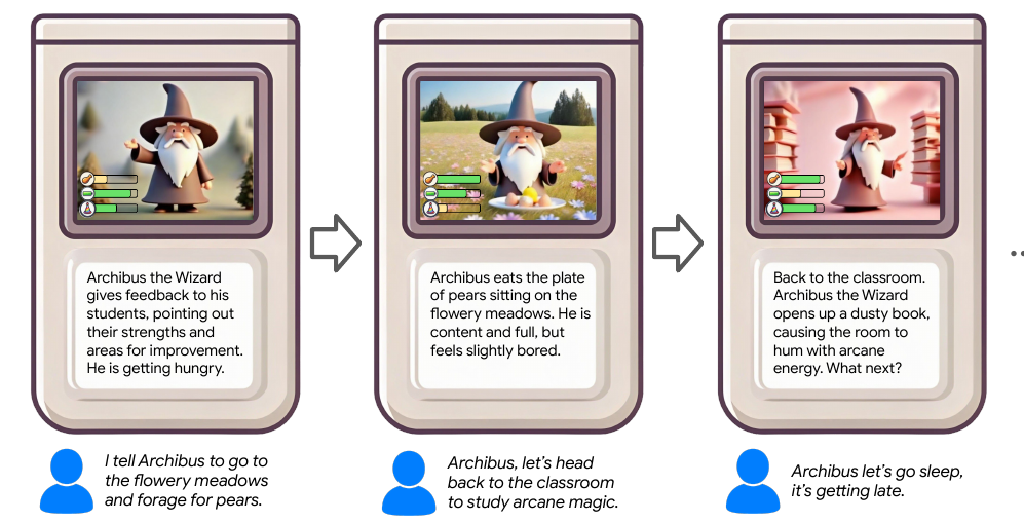 Archibus the Wizard
gives feedback to his
students, pointing out
their strengths and
areas for improvement.
He is getting hungry.
I tell Archibus to go to
the flowery meadows
and forage for pears.
Archibus eats the plate
of pears sitting on the
flowery meadows. He is
content and full, but
feels slightly bored.
Archibus, let's head
back to the classroom
to study arcane magic.
Back to the classroom.
Archibus the Wizard
opens up a dusty book,
causing the room to
hum with arcane
energy. What next?
Archibus let's go sleep,
it's getting late.
..